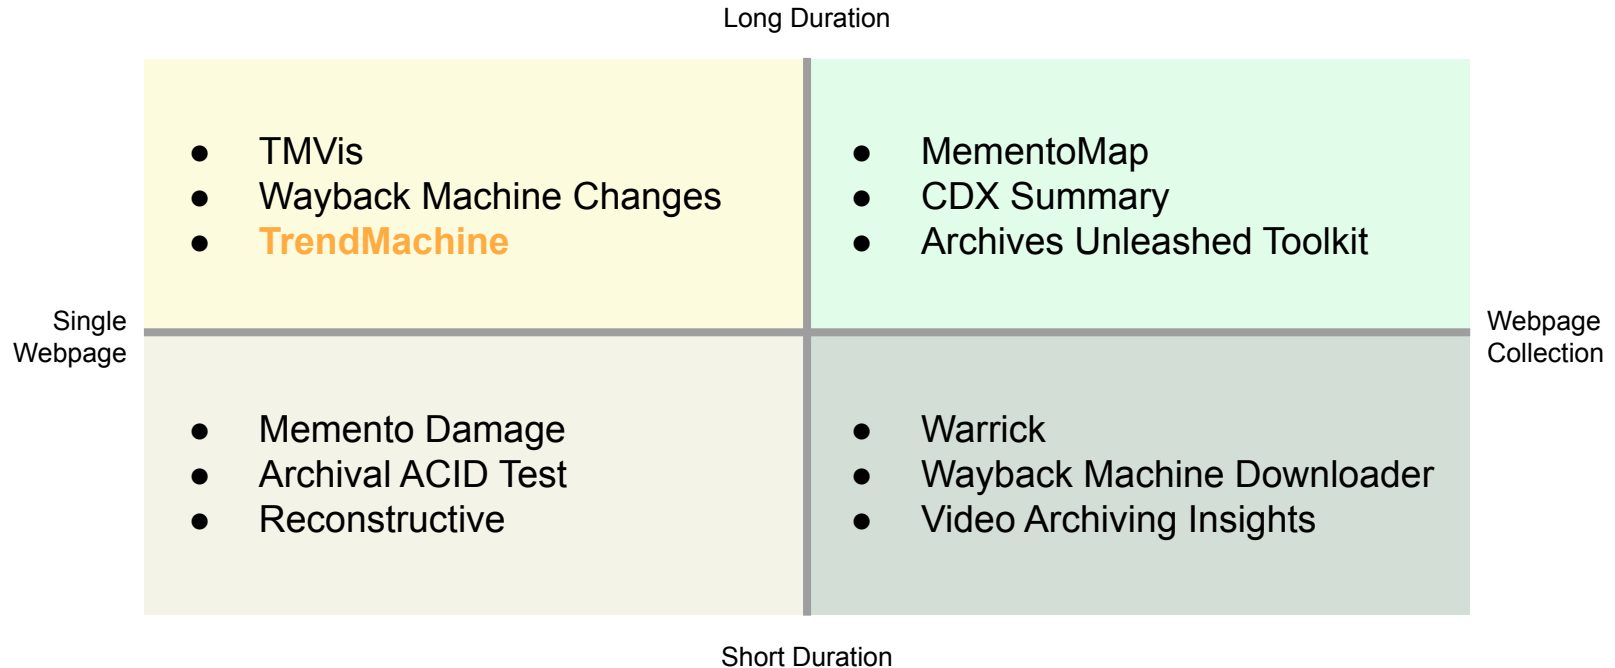 Long Duration
● TMVis
● Wayback Machine Changes
● TrendMachine
● MementoMap
● CDX Summary
● Archives Unleashed Toolkit
Single
Webpage
Webpage
Collection
● Memento Damage
● Archival ACID Test
● Reconstructive
● Warrick
● Wayback Machine Downloader
● Video Archiving Insights
Short Duration